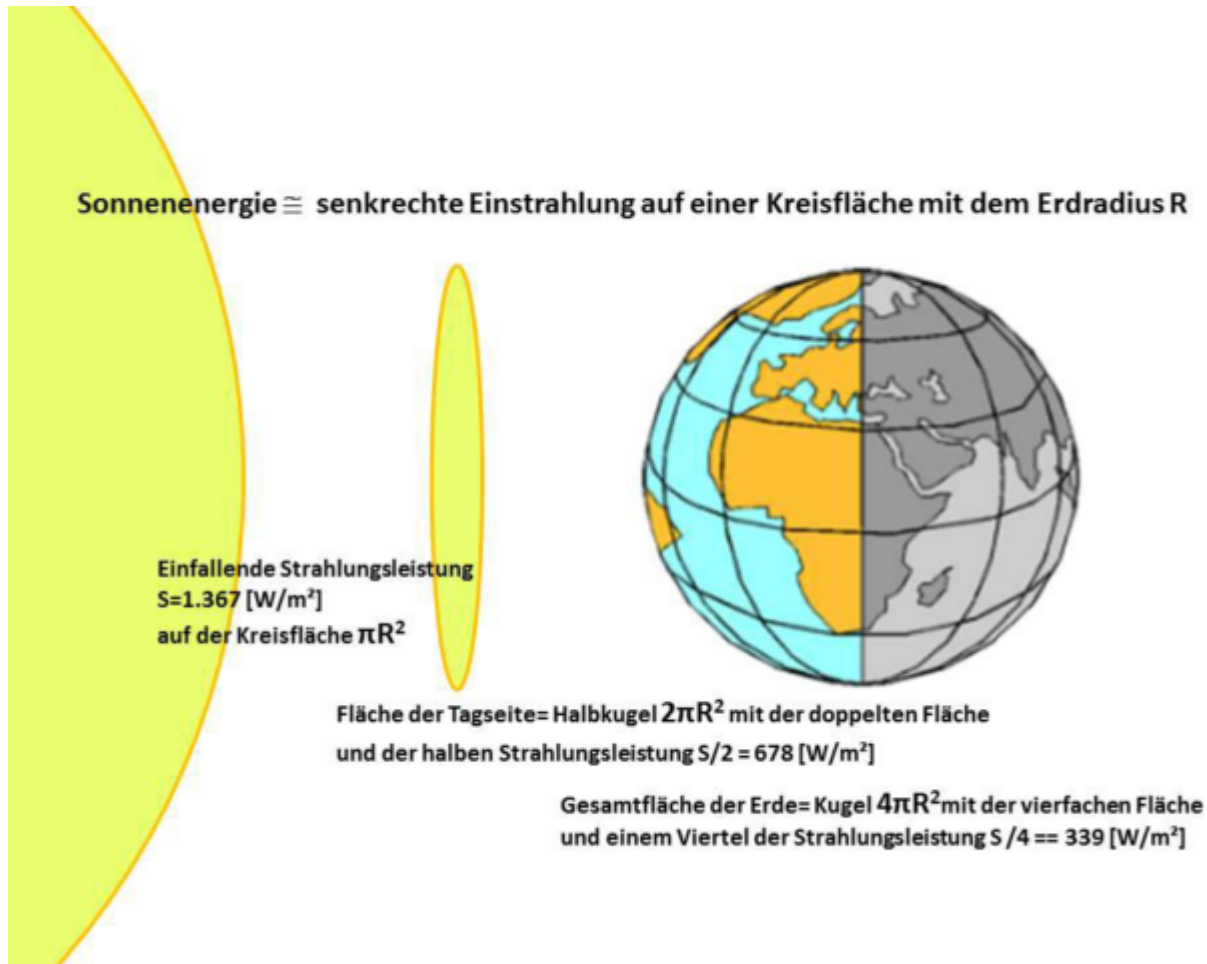 Sonnenenergie ≅ senkrechte Einstrahlung auf einer Kreisfläche mit dem Erdradius R
Einfallende Strahlungsleistung
S=1.367 [W/m²]
auf der Kreisfläche πR²
Fläche der Tagseite= Halbkugel 2πR² mit der doppelten Fläche
und der halben Strahlungsleistung S/2 = 678 [W/m²]
Gesamtfläche der Erde= Kugel 4πR² mit der vierfachen Fläche
und einem Viertel der Strahlungsleistung S /4 == 339 [W/m²]